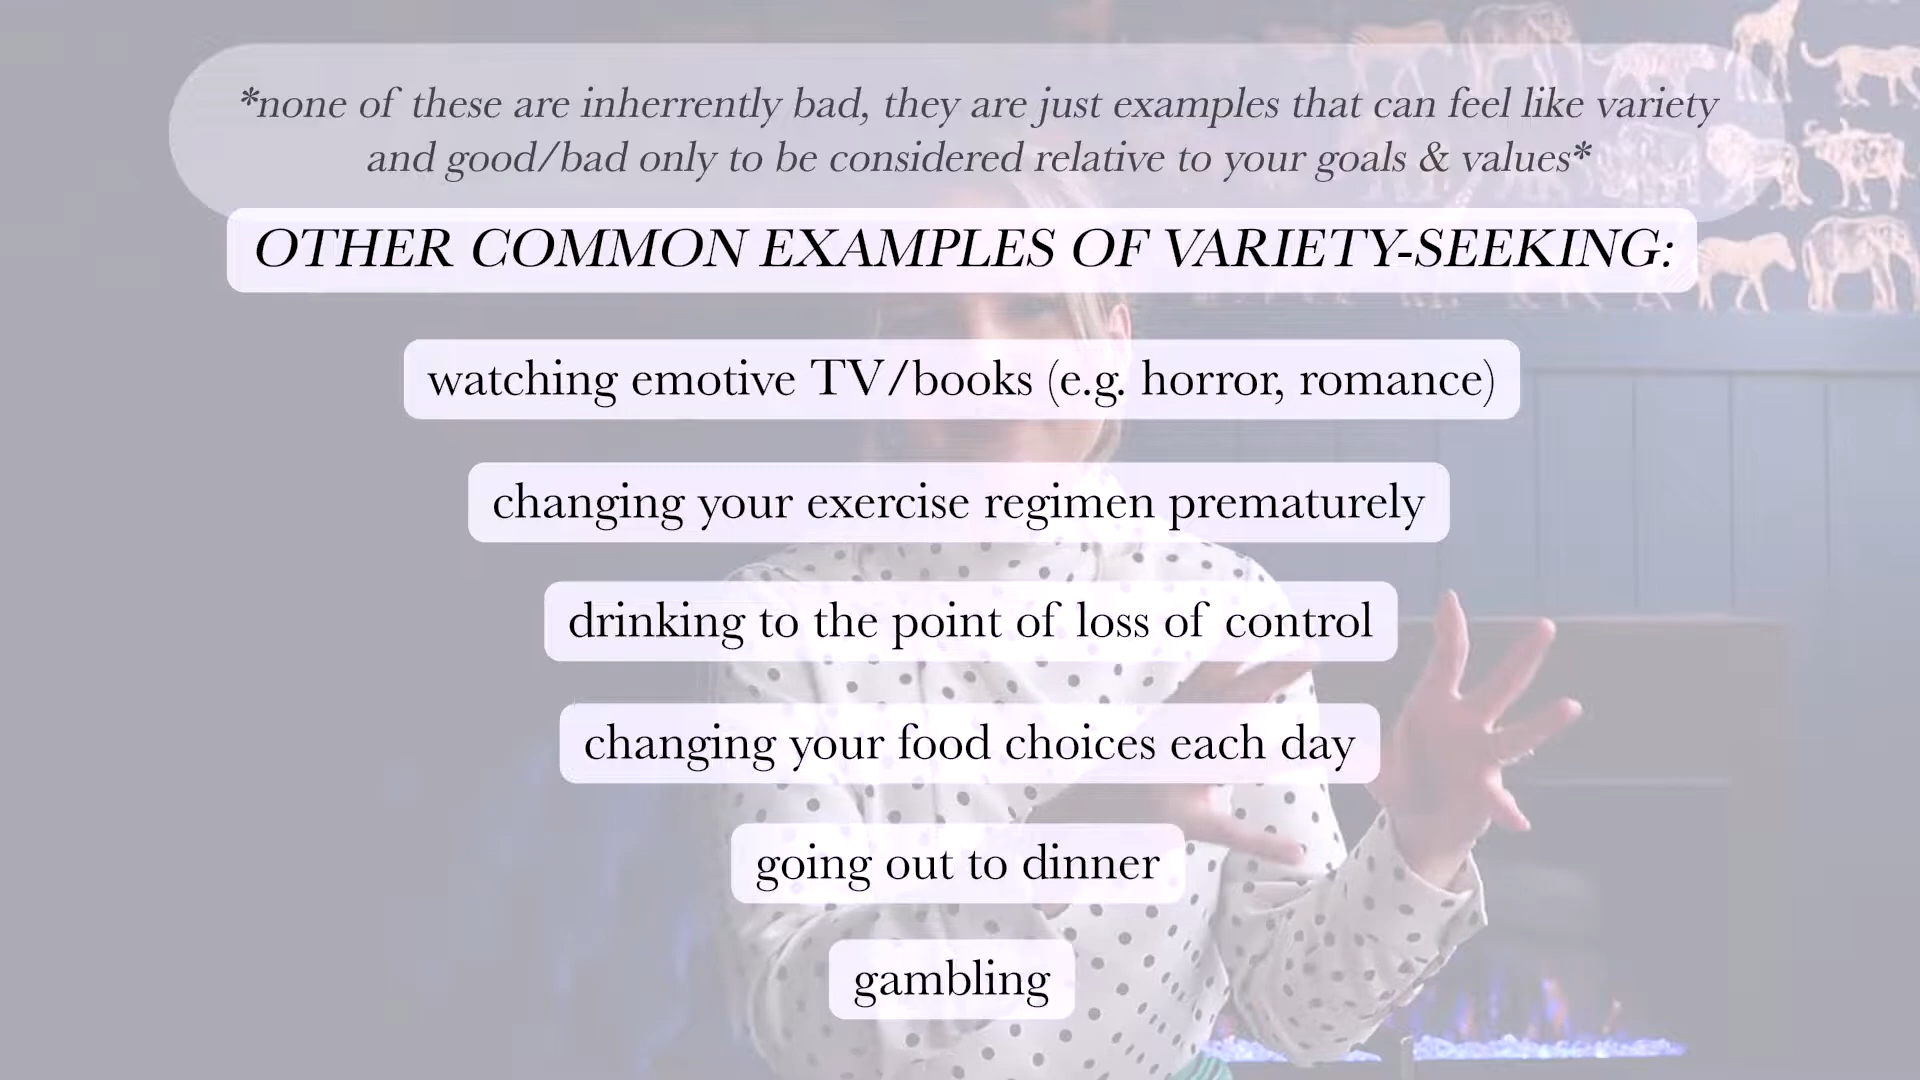 *none of these are inherrently bad, they are just examples that can feel like variety
and good/bad only to be considered relative to your goals & values*
OTHER COMMON EXAMPLES OF VARIETY-SEEKING:
watching emotive TV/books (e.g. horror, romance)
changing your exercise regimen prematurely
drinking to the point of loss of control
changing your food choices each day
going out to dinner
gambling